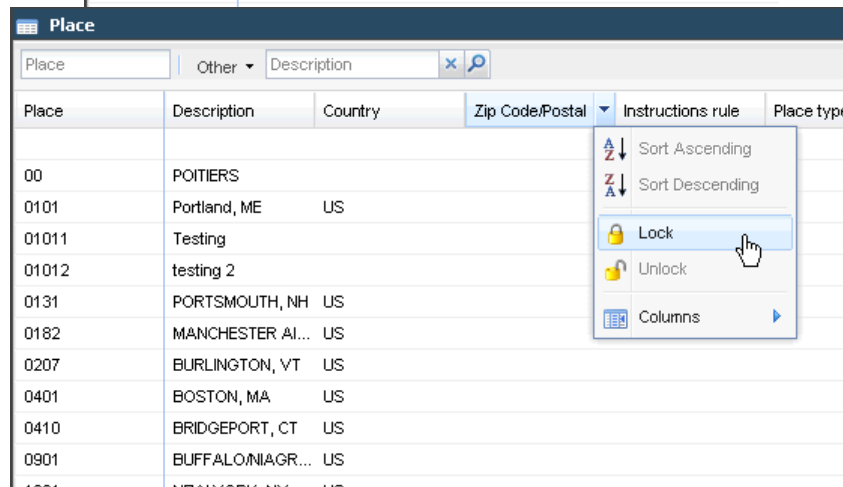 Place
Place Other Description
Place Description Country Zip Code/Postal Instructions rule Place type
Sort Ascending
00 POITIERS
Sort Descending
0101 Portland, ME US
Lock
01011 Testing
Unlock
01012 testing 2
0131 PORTSMOUTH, NH US
Columns
0182 MANCHESTER AI... US
0207 BURLINGTON, VT US
0401 BOSTON, MA US
0410 BRIDGEPORT, CT US
0901 BUFFALO/NIAGR... US